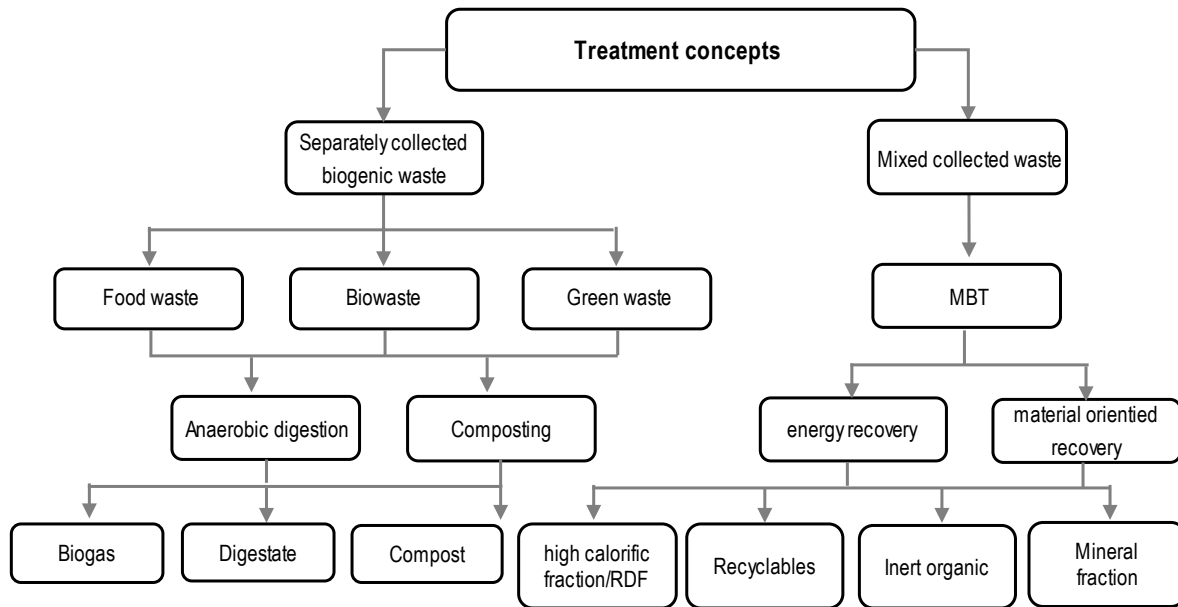 Treatment concepts
Separately collected
biogenic waste
Mixed collected waste
Food waste
Biowaste
Green waste
MBT
Anaerobic digestion
Composting
energy recovery
material orientied
recovery
Biogas
Digestate
Compost
high calorific
fraction/RDF
Recyclables
Inert organic
Mineral
fraction